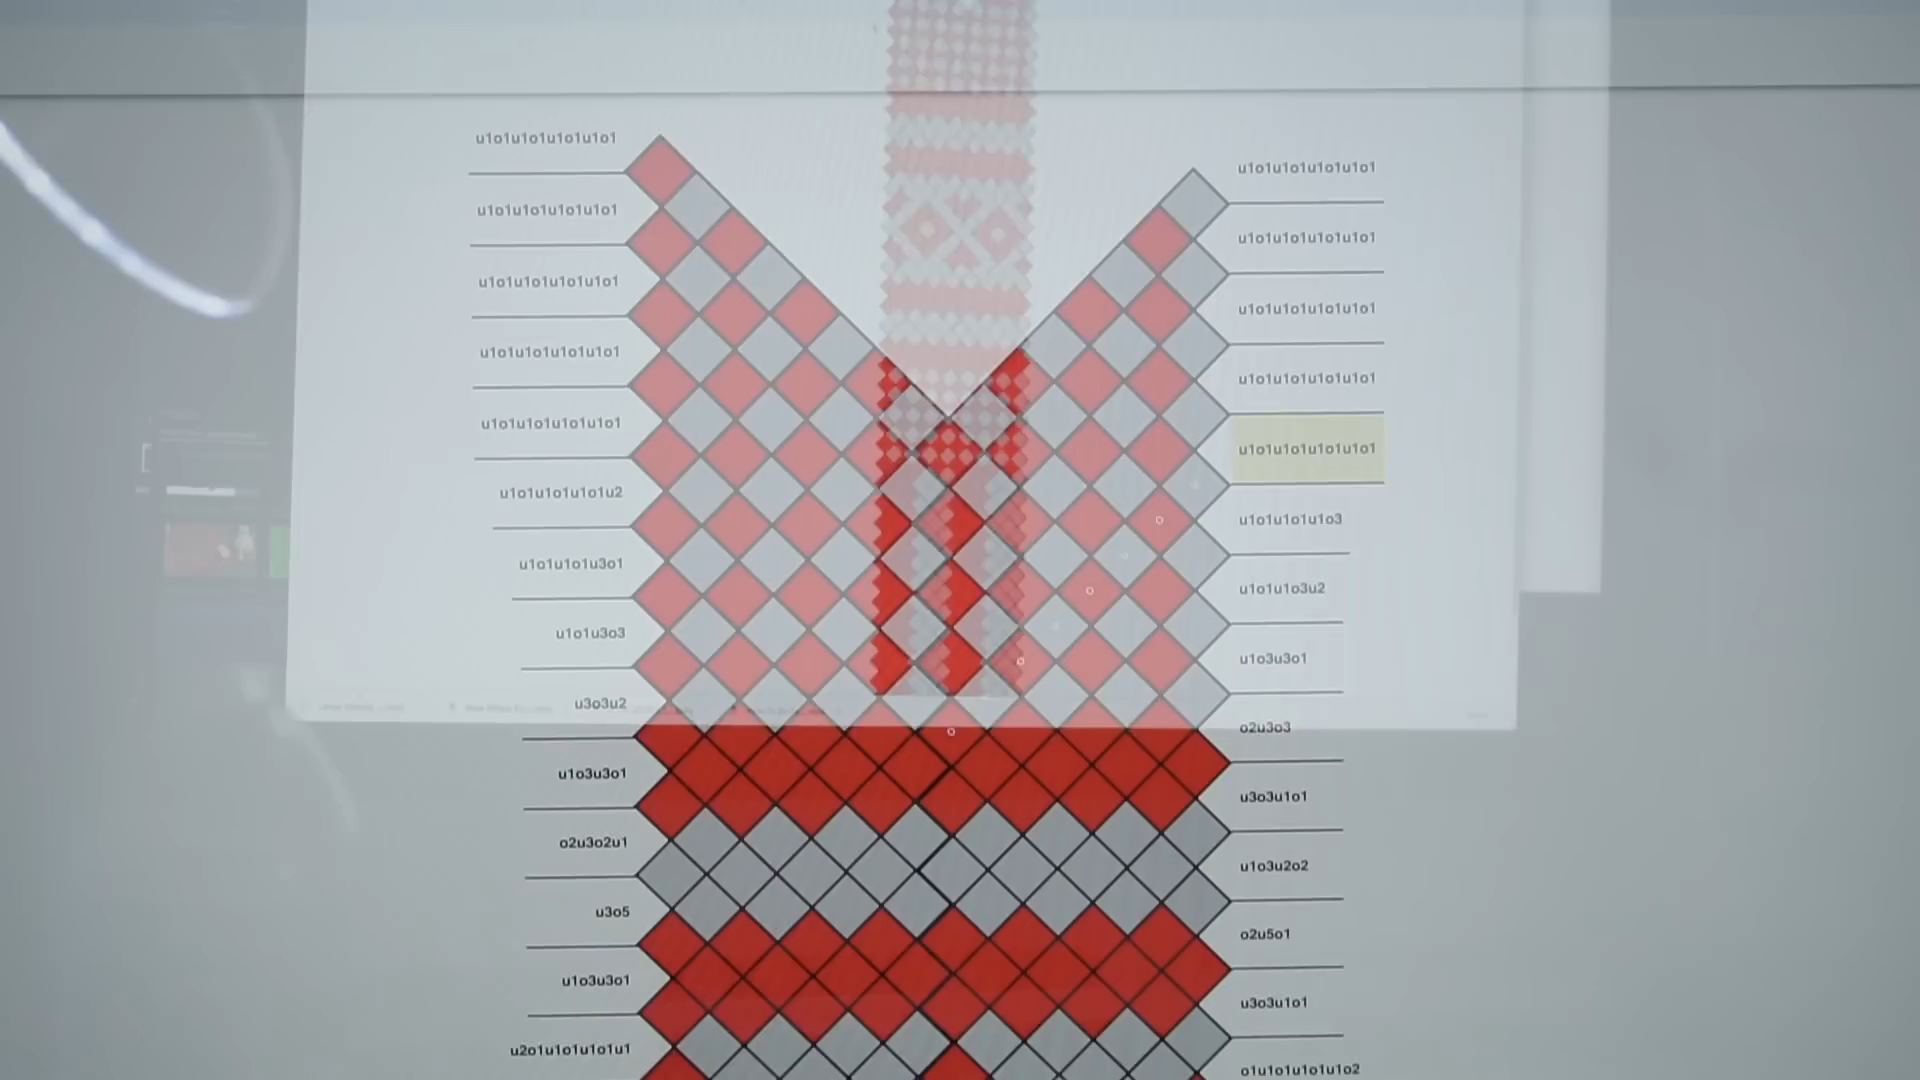 u1o1u1o1u1o1u1o1
u1o1u1o1u1o1u1o1
u1o1u1o1u1o1u1o1
u1o1u1o1u1o1u1o1
u1o1u1o1u1o1u1o1
u1o1u1o1u1o1u1o1
u1o1u1o1u1o1u1o1
u1o1u1o1u1o1u1o1
u1o1u1o1u1o1u1o1
u1o1u1o1u1o1u1o1
u1o1u1o1u1o1u2
u1o1u1o1u1o3
u1o1u1o1u3o1
u1o1u1o3u2
u1o1u3o3
u1o3u3o1
u3o3u2
o2u3o3
u1o3u3o1
u3o3u1o1
o2u3o2u1
u1o3u2o2
u3o5
o2u5o1
u1o3u3o1
u3o3u1o1
u2o1u1o1u1o1u1
o1u1o1u1o1u1o2